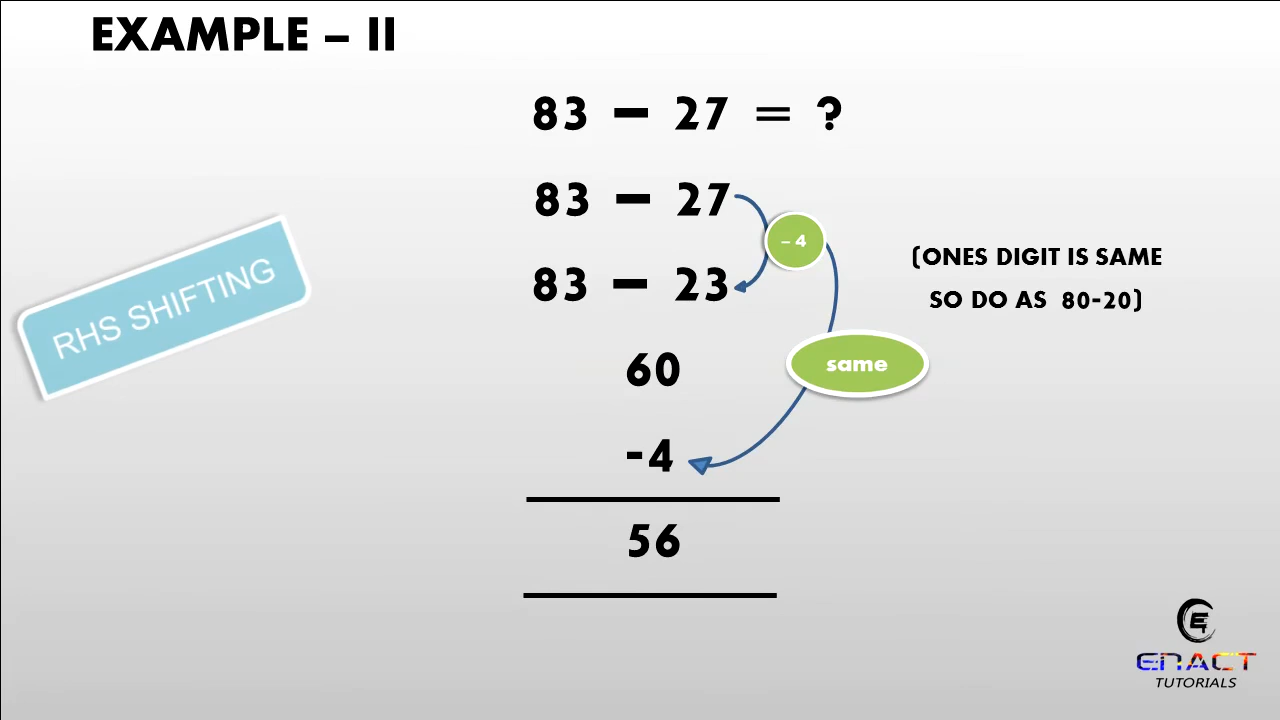 EXAMPLE – II
83 – 27 = ?
83 – 27
– 4
83 – 23
(ONES DIGIT IS SAME
SO DO AS 80-20)
RHS SHIFTING
60
same
-4
56
E
ENACT
TUTORIALS